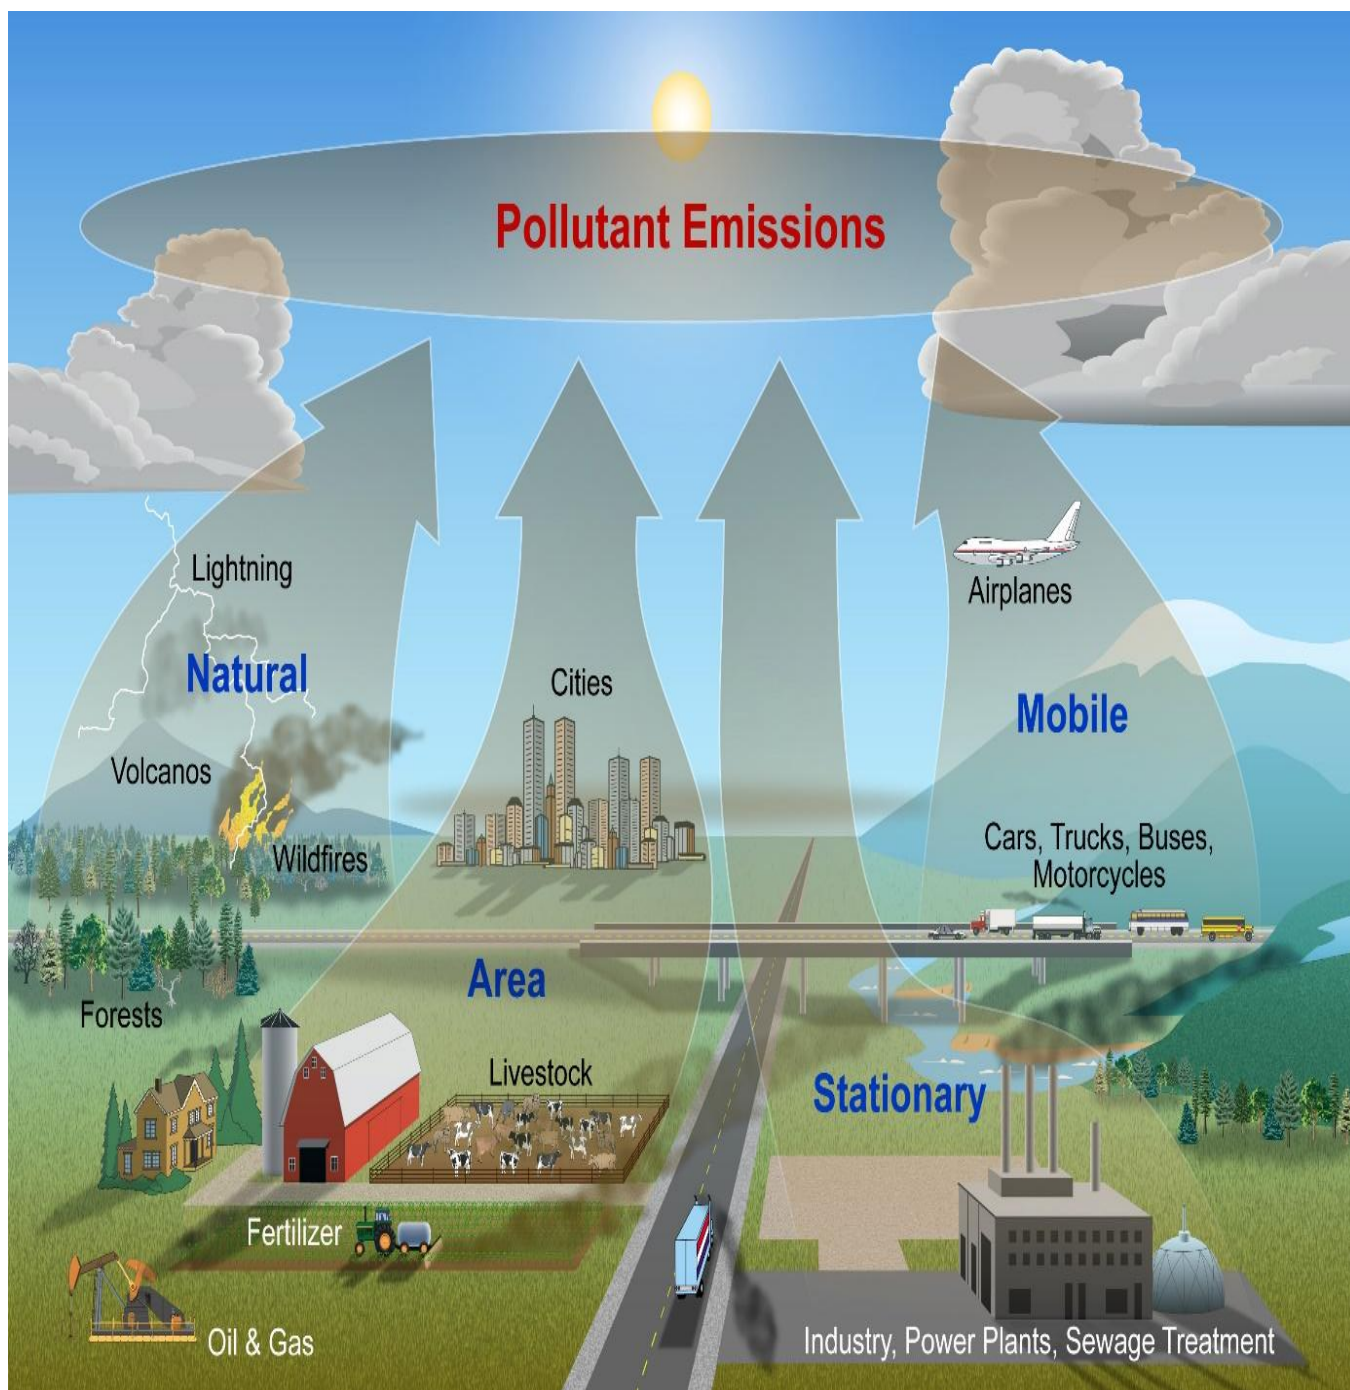 Pollutant Emissions
Lightning
Natural
Volcanos
Wildfires
Forests
Cities
Area
Livestock
Fertilizer
Oil & Gas
Airplanes
Mobile
Cars, Trucks, Buses,
Motorcycles
Stationary
Industry, Power Plants, Sewage Treatment